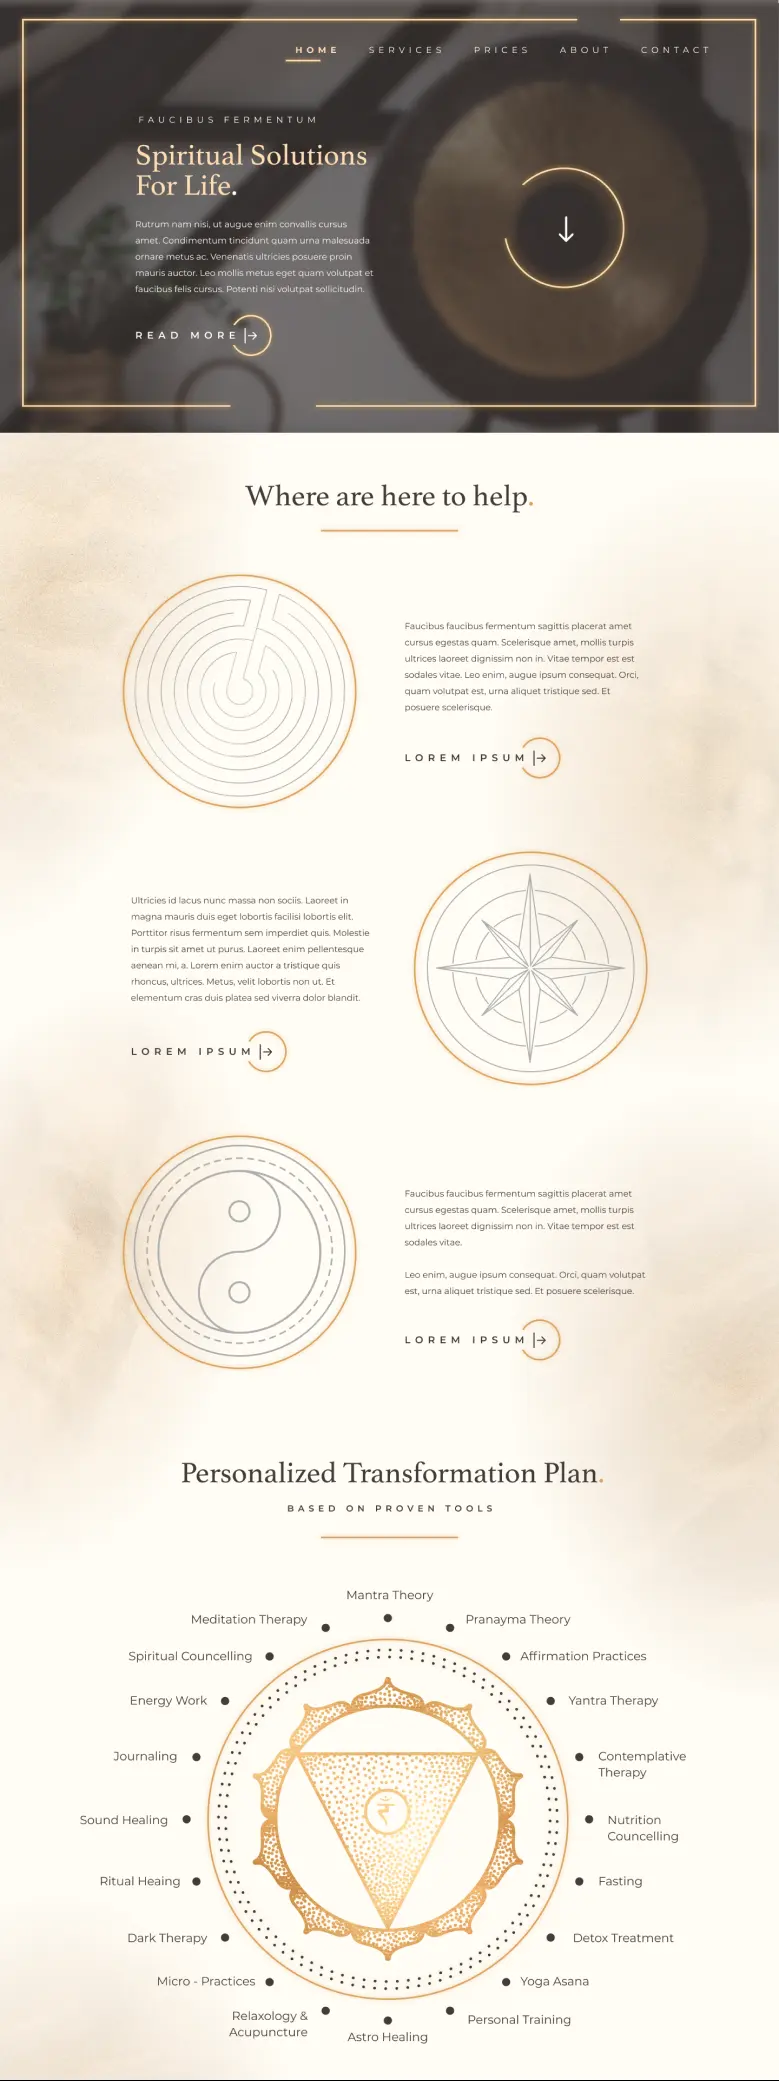 HOME SERVICES PRICES ABOUT CONTACT
FAUCIBUS FERMENTUM
Spiritual Solutions
For Life.
Rutrum nam nisi, ut augue enim convallis cursus
amet. Condimentum tincidunt quam urna malesuada
ornare metus ac. Venenatis ultricies posuere proin
mauris auctor. Leo mollis metus eget quam volutpat et
faucibus felis cursus. Potenti nisi volutpat sollicitudin.
READ MORE
Where are here to help.
Faucibus faucibus fermentum sagittis placerat amet
cursus egestas quam. Scelerisque amet, mollis turpis
ultrices laoreet dignissim non in. Vitae tempor est est
sodales vitae. Leo enim, augue ipsum consequat. Orci,
quam volutpat est, urna aliquet tristique sed. Et
posuere scelerisque.
LOREM IPSUM
Ultricies id lacus nunc massa non sociis. Laoreet in
magna mauris duis eget lobortis facilisi lobortis elit.
Porttitor risus fermentum sem imperdiet quis. Molestie
in turpis sit amet ut purus. Laoreet enim pellentesque
aenean mi, a. Lorem enim auctor a tristique quis
rhoncus, ultrices. Metus, velit lobortis non ut. Et
elementum cras duis platea sed viverra dolor blandit.
LOREM IPSUM
Faucibus faucibus fermentum sagittis placerat amet
cursus egestas quam. Scelerisque amet, mollis turpis
ultrices laoreet dignissim non in. Vitae tempor est est
sodales vitae.
Leo enim, augue ipsum consequat. Orci, quam volutpat
est, urna aliquet tristique sed. Et posuere scelerisque.
LOREM IPSUM
Personalized Transformation Plan.
BASED ON PROVEN TOOLS
Mantra Theory
Meditation Therapy
Pranayma Theory
Spiritual Councelling
Affirmation Practices
Energy Work
Yantra Therapy
Journaling
Contemplative
Therapy
Sound Healing
Nutrition
Councelling
रं
Ritual Heaing
Fasting
Dark Therapy
Detox Treatment
Micro - Practices
Yoga Asana
Relaxology &
Acupuncture
Personal Training
Astro Healing